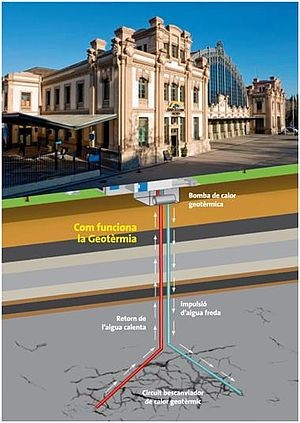 Bomba de calor
geotèrmica
Com funciona
la Geotèrmia
Impulsió
d'aigua freda
Retorn de
l'aigua calenta
Circuit bescanviador
de calor geotèrmic